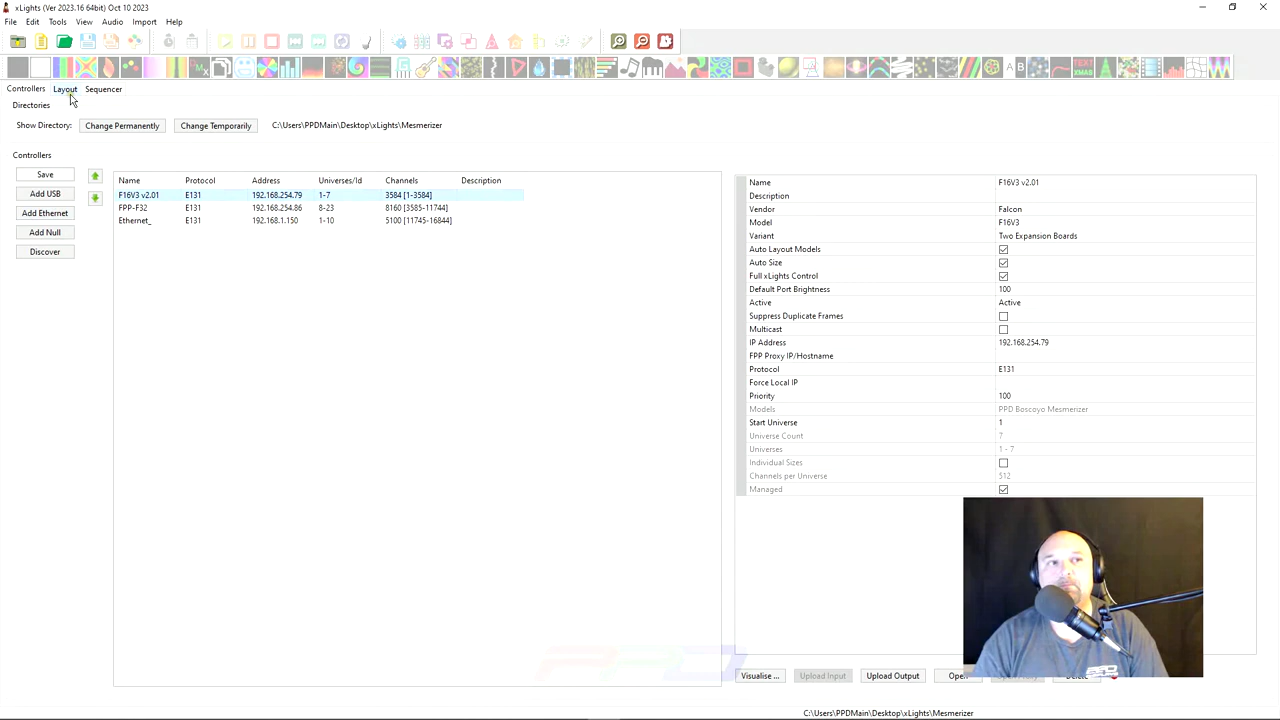 xLights (Ver 2023.16 64bit) Oct 10 2023
File Edit Tools View Audio Import Help
Controllers Layout Sequencer
Directories
Show Directory: Change Permanently Change Temporarily C:\Users\PPDMain\Desktop\xLights\Mesmerizer
Controllers
Save
Add USB
Add Ethernet
Add Null
Discover
Name Protocol Address Universes/Id Channels Description
F16V3 v2.01 E131 192.168.254.79 1-7 3584 [1-3584]
FPP-F32 E131 192.168.254.86 8-23 8160 [3585-11744]
Ethernet_ E131 192.168.1.150 1-10 5100 [11745-16844]
Name F16V3 v2.01
Description
Vendor Falcon
Model F16V3
Variant Two Expansion Boards
Auto Layout Models
Auto Size
Full xLights Control
Default Port Brightness 100
Active Active
Suppress Duplicate Frames
Multicast
IP Address 192.168.254.79
FPP Proxy IP/Hostname
Protocol E131
Force Local IP
Priority 100
Models PPD Boscoyo Mesmerizer
Start Universe 1
Universe Count 7
Universes 1 - 7
Individual Sizes
Channels per Universe 512
Managed
PPD
Visualise ... Upload Input Upload Output Open
C:\Users\PPDMain\Desktop\xLights\Mesmerizer